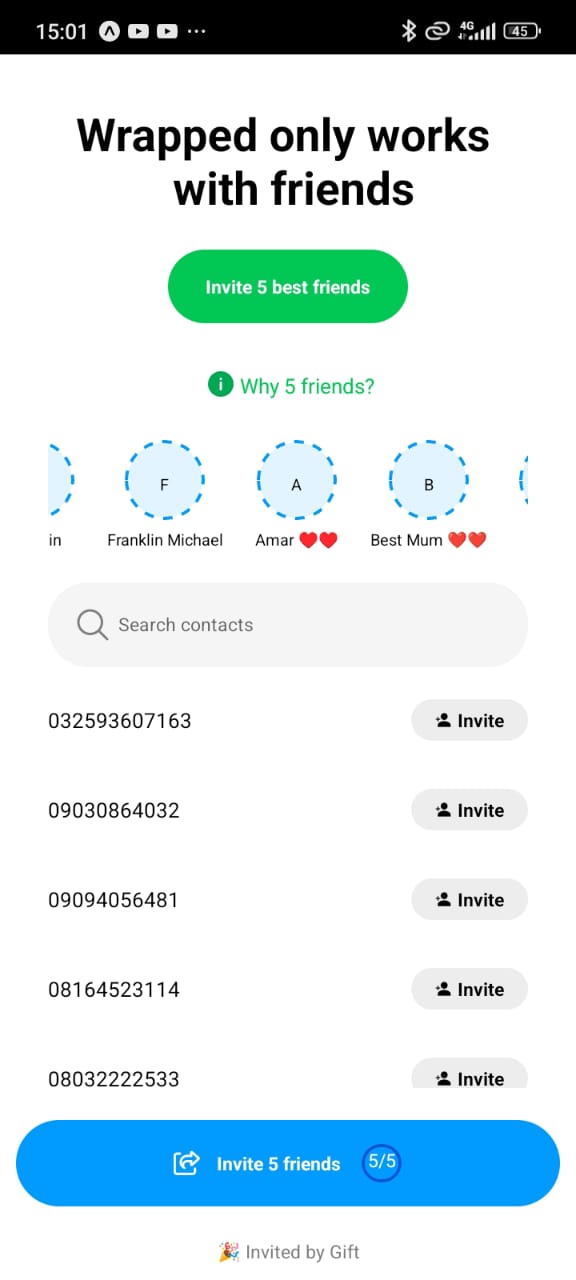 15:01 ... 4G 45
Wrapped only works
with friends
Invite 5 best friends
i Why 5 friends?
F A B
in Franklin Michael Amar ❤️❤️ Best Mum ❤️❤️
Search contacts
032593607163 Invite
09030864032 Invite
09094056481 Invite
08164523114 Invite
08032222533 Invite
Invite 5 friends 5/5
🎉 Invited by Gift